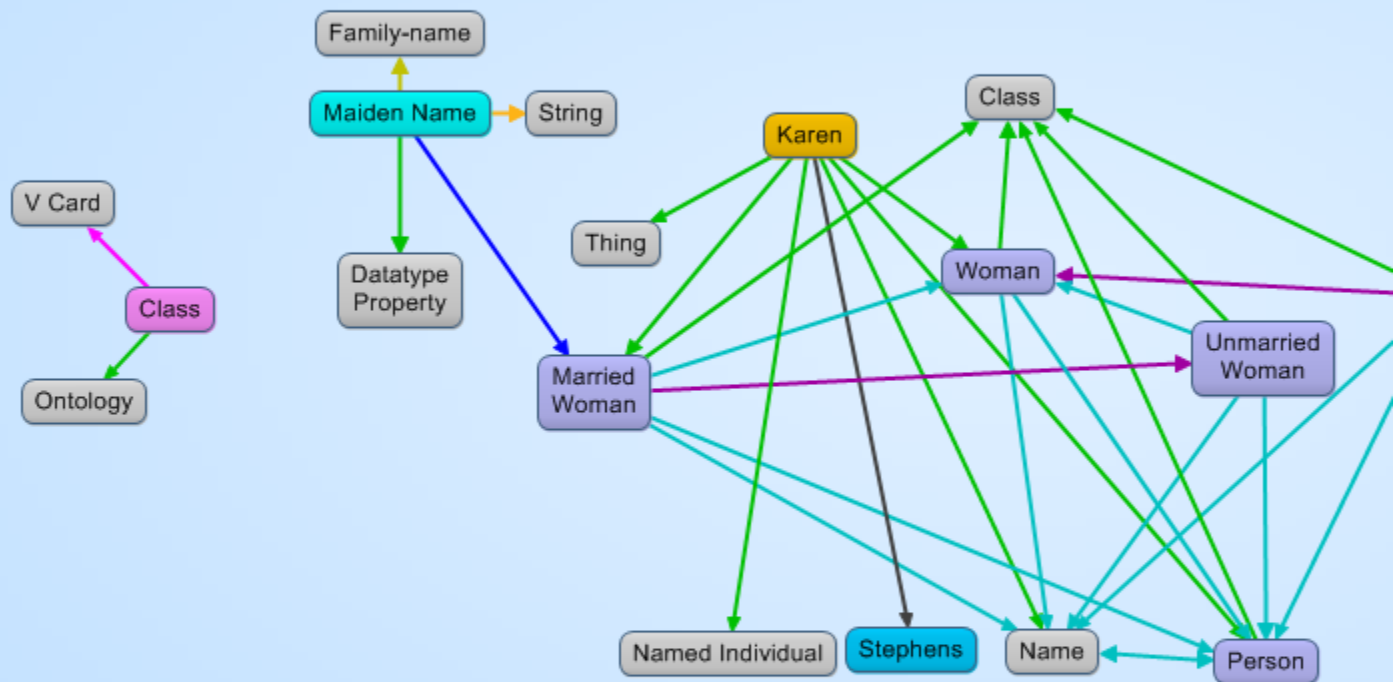 Family-name
Maiden Name
String
Class
Karen
V Card
Thing
Datatype
Property
Woman
Class
Unmarried
Woman
Married
Woman
Ontology
Named Individual
Stephens
Name
Person